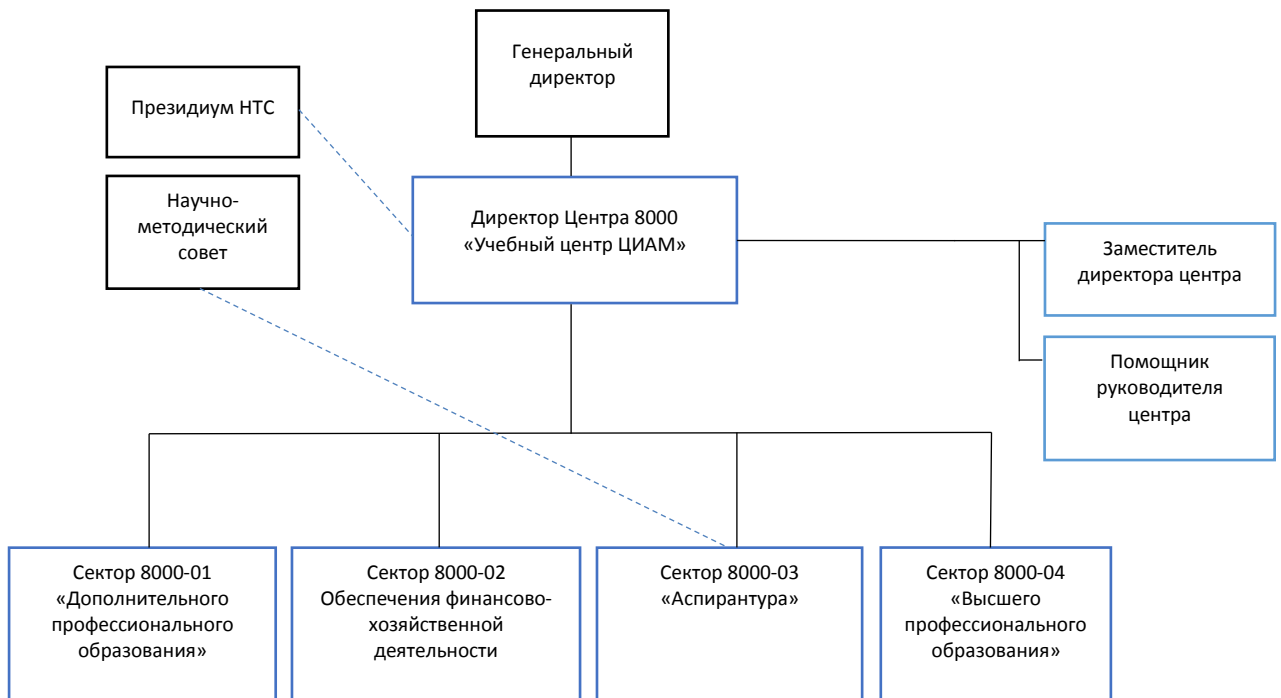 Генеральный
директор
Президиум НТС
Научно-
методический
совет
Директор Центра 8000
«Учебный центр ЦИАМ»
Заместитель
директора центра
Помощник
руководителя
центра
Сектор 8000-01
«Дополнительного
профессионального
образования»
Сектор 8000-02
Обеспечения финансово-
хозяйственной
деятельности
Сектор 8000-03
«Аспирантура»
Сектор 8000-04
«Высшего
профессионального
образования»